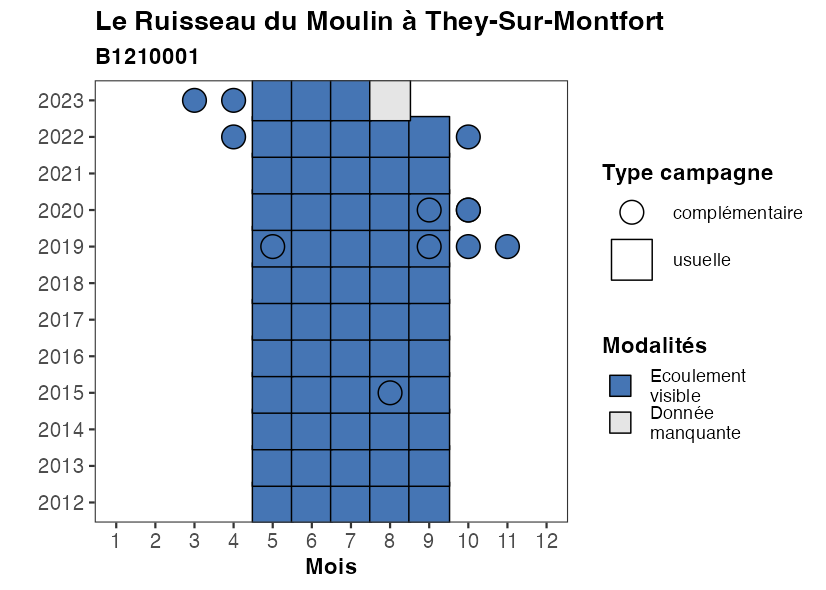 Le Ruisseau du Moulin à They-Sur-Montfort
B1210001
2023
2022
2021
2020
2019
2018
2017
2016
2015
2014
2013
2012
1 2 3 4 5 6 7 8 9 10 11 12
Mois
Type campagne
complémentaire
usuelle
Modalités
Ecoulement
visible
Donnée
manquante